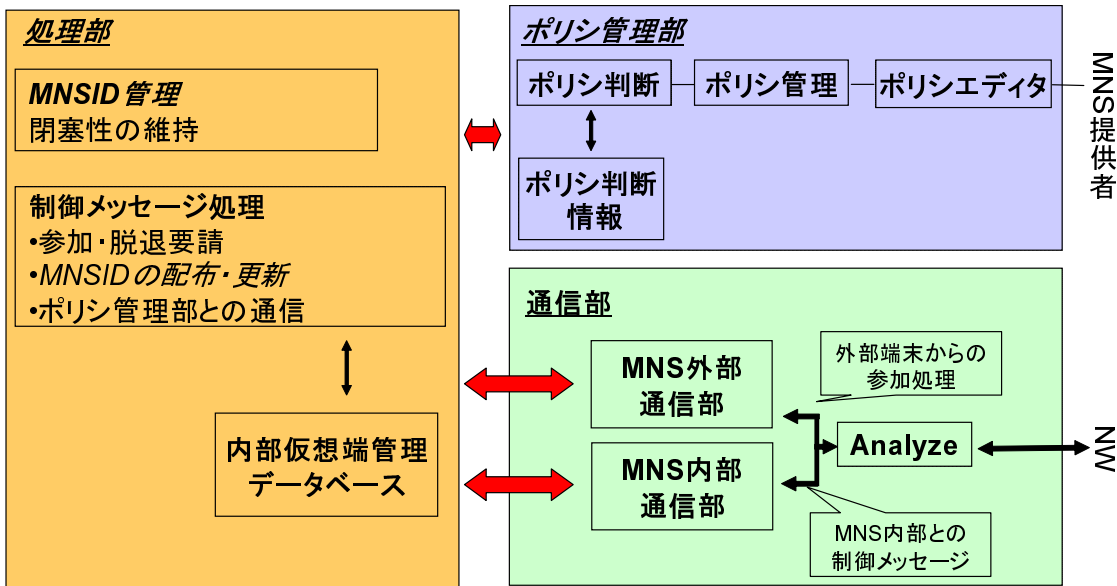 処理部
MNSID管理
閉塞性の維持
制御メッセージ処理
•参加・脱退要請
•MNSIDの配布・更新
•ポリシ管理部との通信
内部仮想端管理
データベース
ポリシ管理部
ポリシ判断
ポリシ管理
ポリシエディタ
ポリシ判断
情報
MNS提供者
通信部
MNS外部
通信部
外部端末からの
参加処理
Analyze
MNS内部
通信部
MNS内部との
制御メッセージ
NW